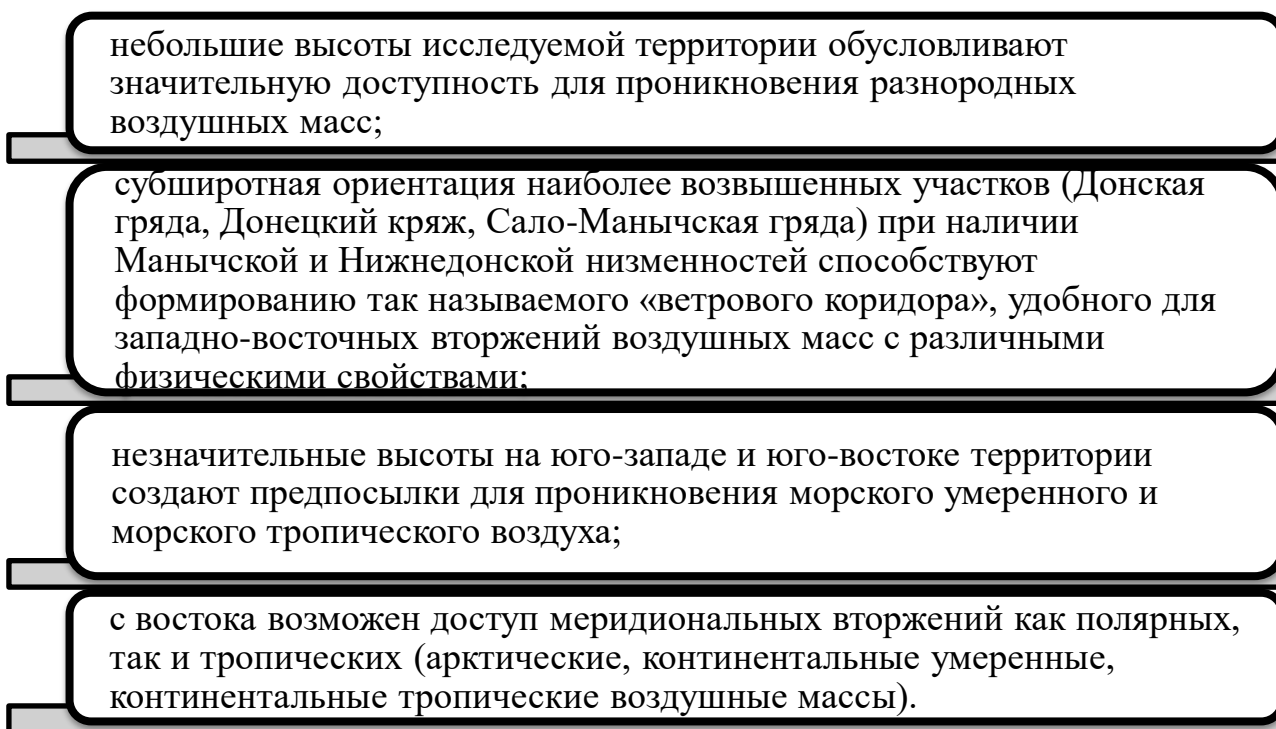 небольшие высоты исследуемой территории обусловливают
значительную доступность для проникновения разнородных
воздушных масс;
субширотная ориентация наиболее возвышенных участков (Донская
гряда, Донецкий кряж, Сало-Манычская гряда) при наличии
Манычской и Нижнедонской низменностей способствуют
формированию так называемого «ветрового коридора», удобного для
западно-восточных вторжений воздушных масс с различными
физическими свойствами;
незначительные высоты на юго-западе и юго-востоке территории
создают предпосылки для проникновения морского умеренного и
морского тропического воздуха;
с востока возможен доступ меридиональных вторжений как полярных,
так и тропических (арктические, континентальные умеренные,
континентальные тропические воздушные массы).